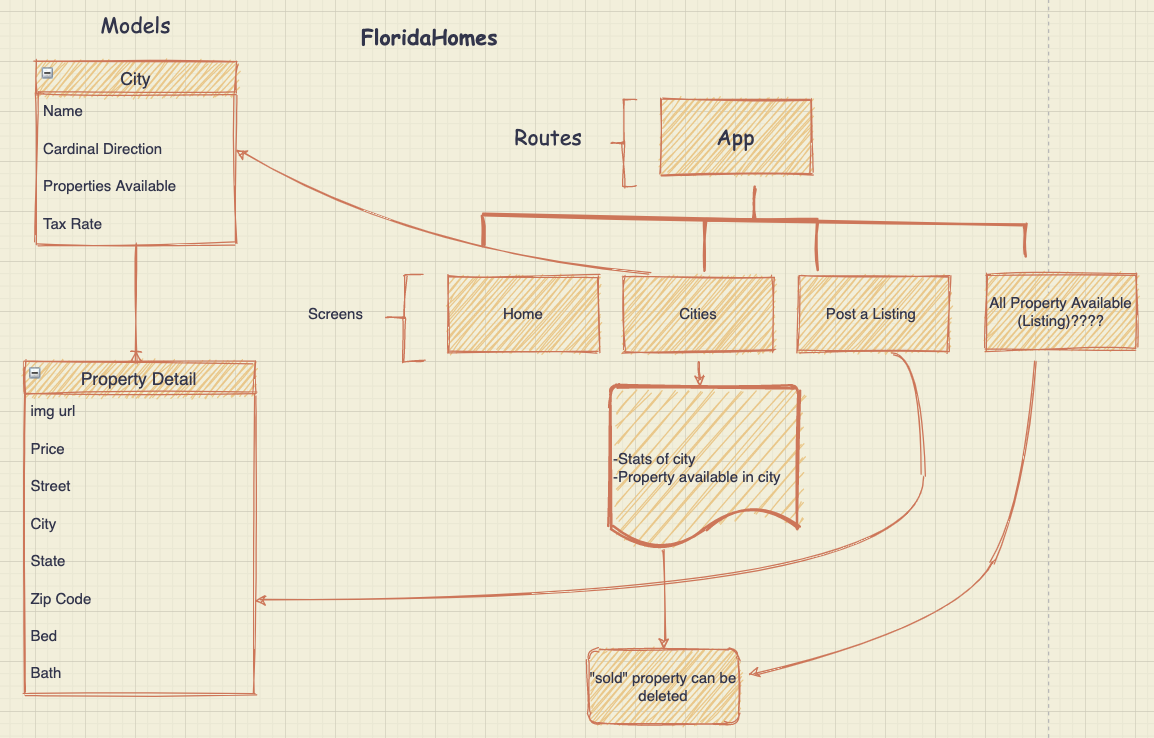 Models
FloridaHomes
City
Name
Cardinal Direction
Properties Available
Tax Rate
Routes
App
Screens
Home
Cities
Post a Listing
All Property Available
(Listing)????
Property Detail
img url
Price
Street
City
State
Zip Code
Bed
Bath
-Stats of city
-Property available in city
"sold" property can be
deleted